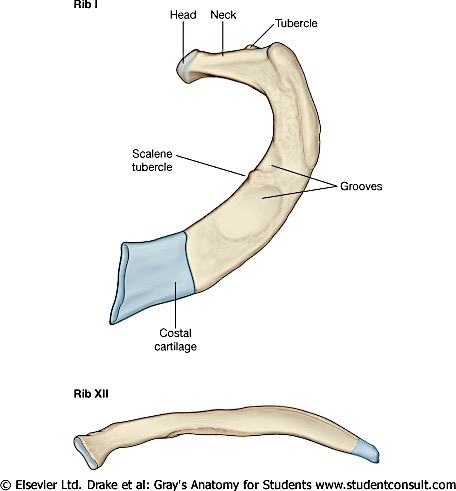 Rib I
Head
Neck
Tubercle
Scalene
tubercle
Grooves
Costal
cartilage
Rib XII
© Elsevier Ltd. Drake et al: Gray's Anatomy for Students www.studentconsult.com